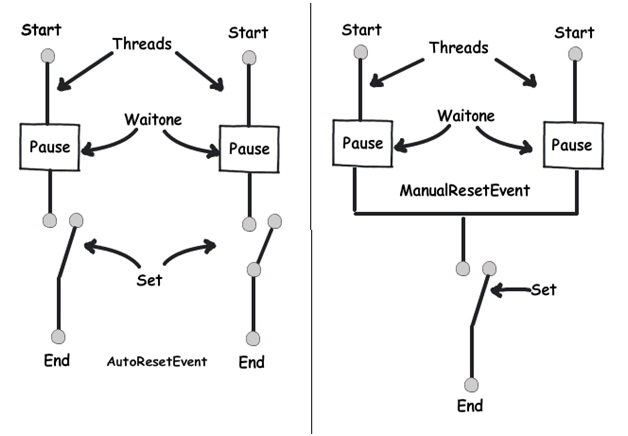 Start
Threads
Start
Waitone
Pause
Pause
Set
End
AutoResetEvent
End
Start
Threads
Start
Waitone
Pause
Pause
ManualResetEvent
Set
End